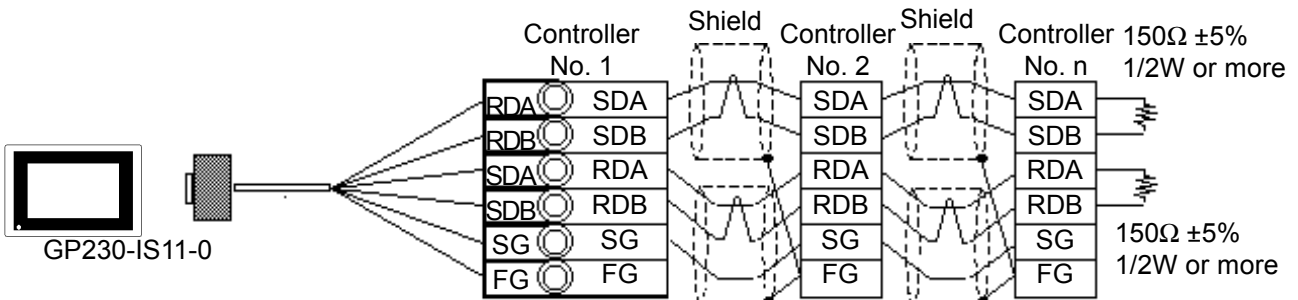 Controller
No. 1
Shield
Controller
No. 2
Shield
Controller
No. n
150Ω ±5%
1/2W or more
RDA SDA SDA SDA
RDB SDB SDB SDB
SDA RDA RDA RDA
SDB RDB RDB RDB
SG SG SG SG
FG FG FG FG
GP230-IS11-0
150Ω ±5%
1/2W or more